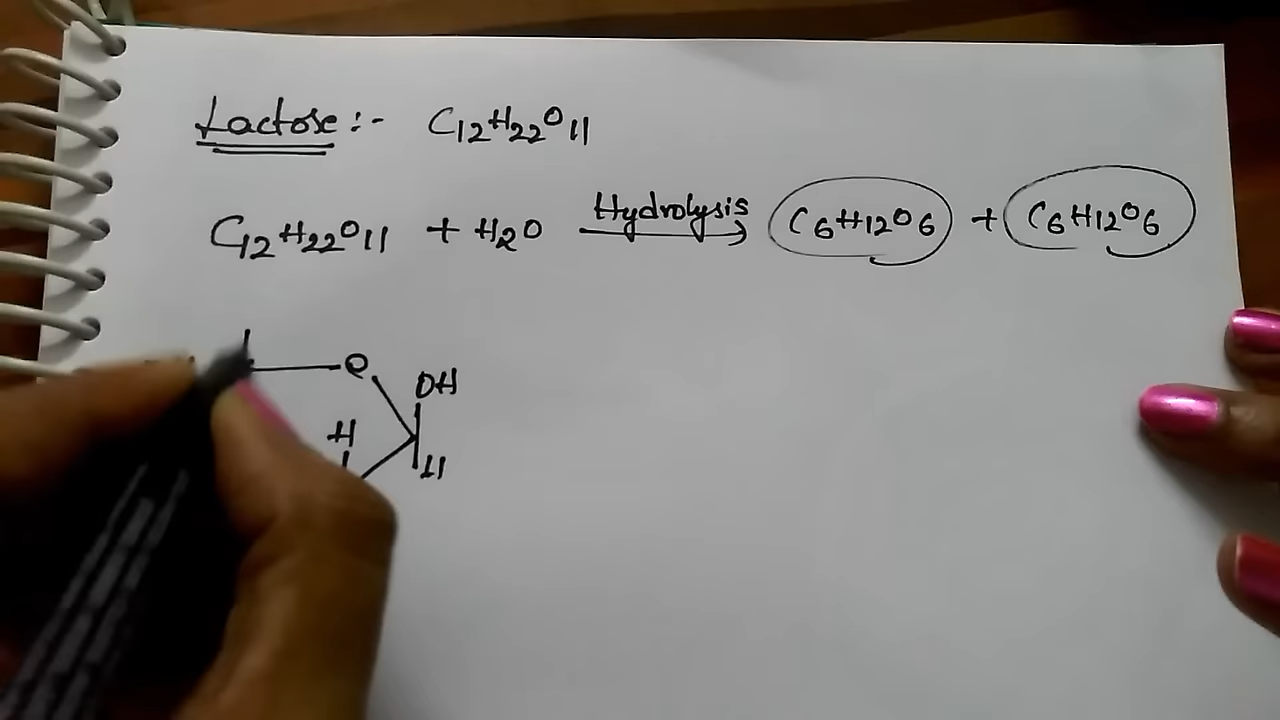 Lactose :- C12H22O11
C12H22O11 + H2O Hydrolysis C6H12O6 + C6H12O6
O
OH
H
H